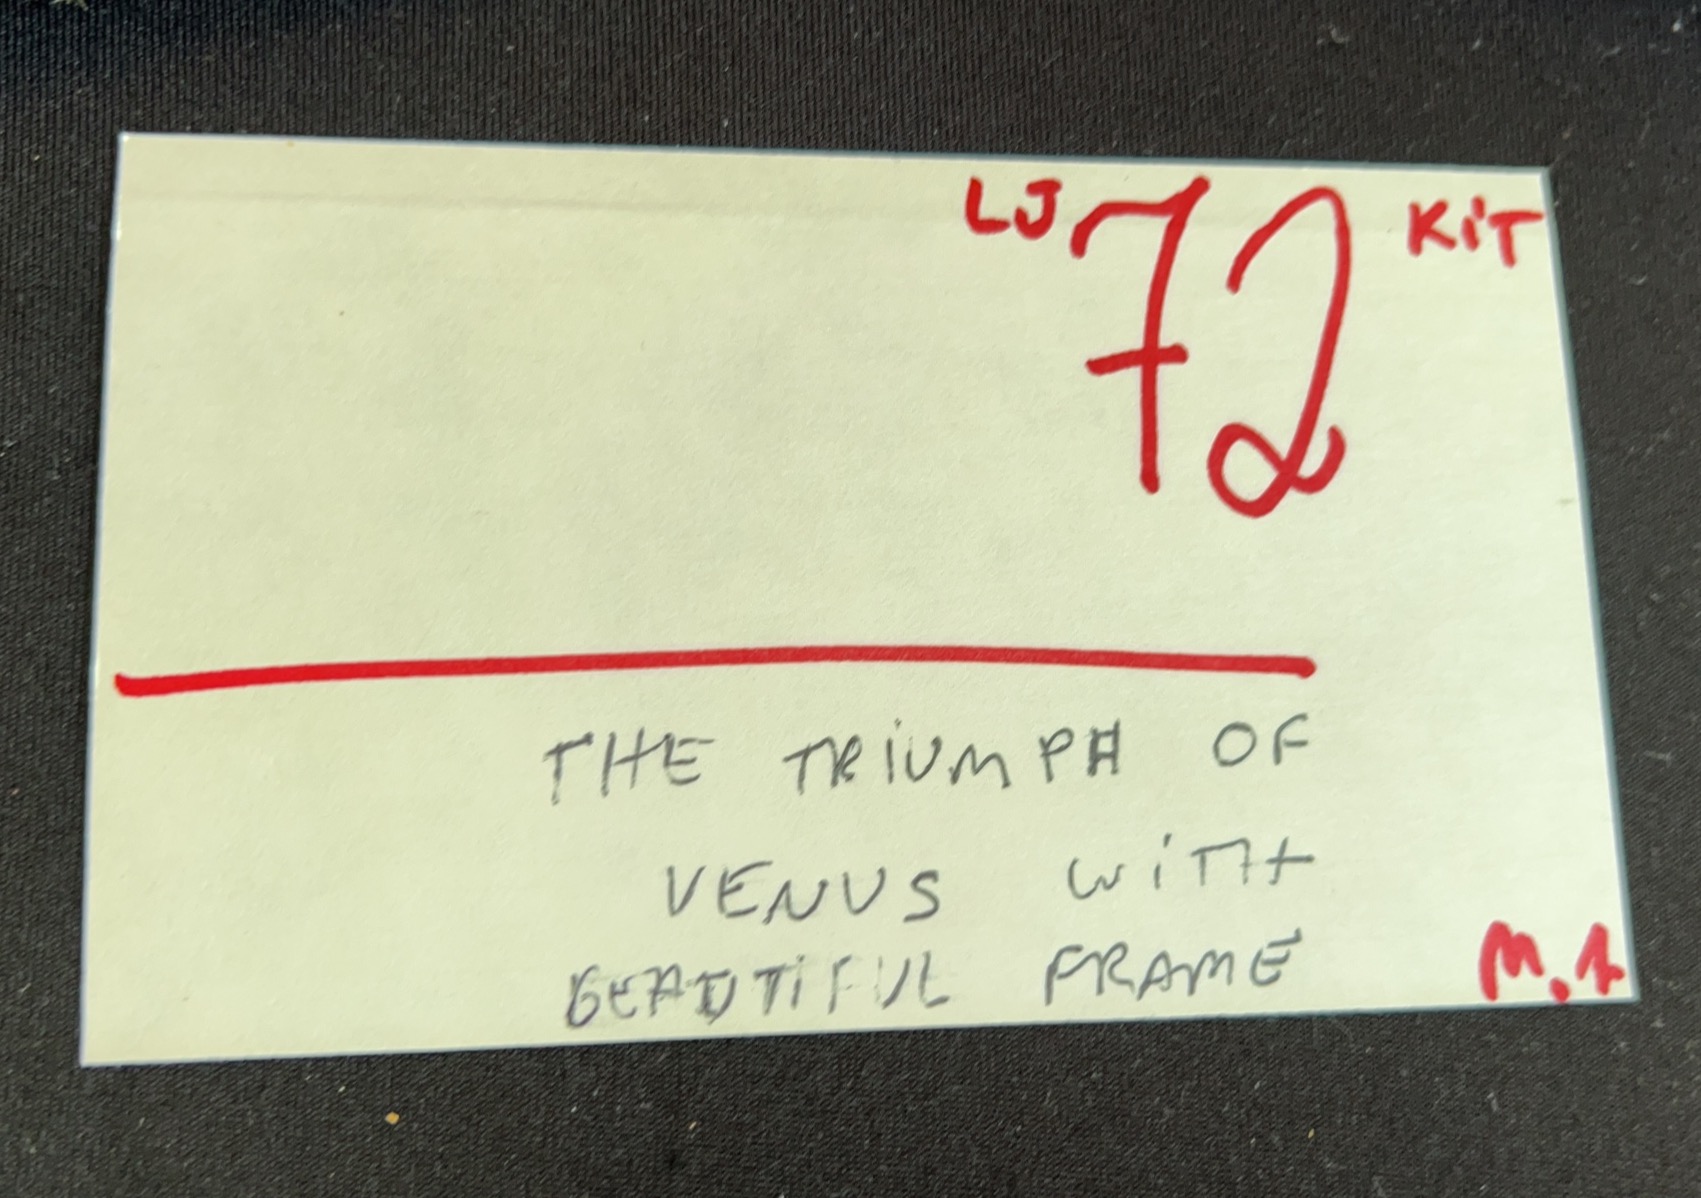 LJ 72 KiT
THE TRiUMPH OF
VENUS WiTH
BEAUTiFUL FRAME
M.1